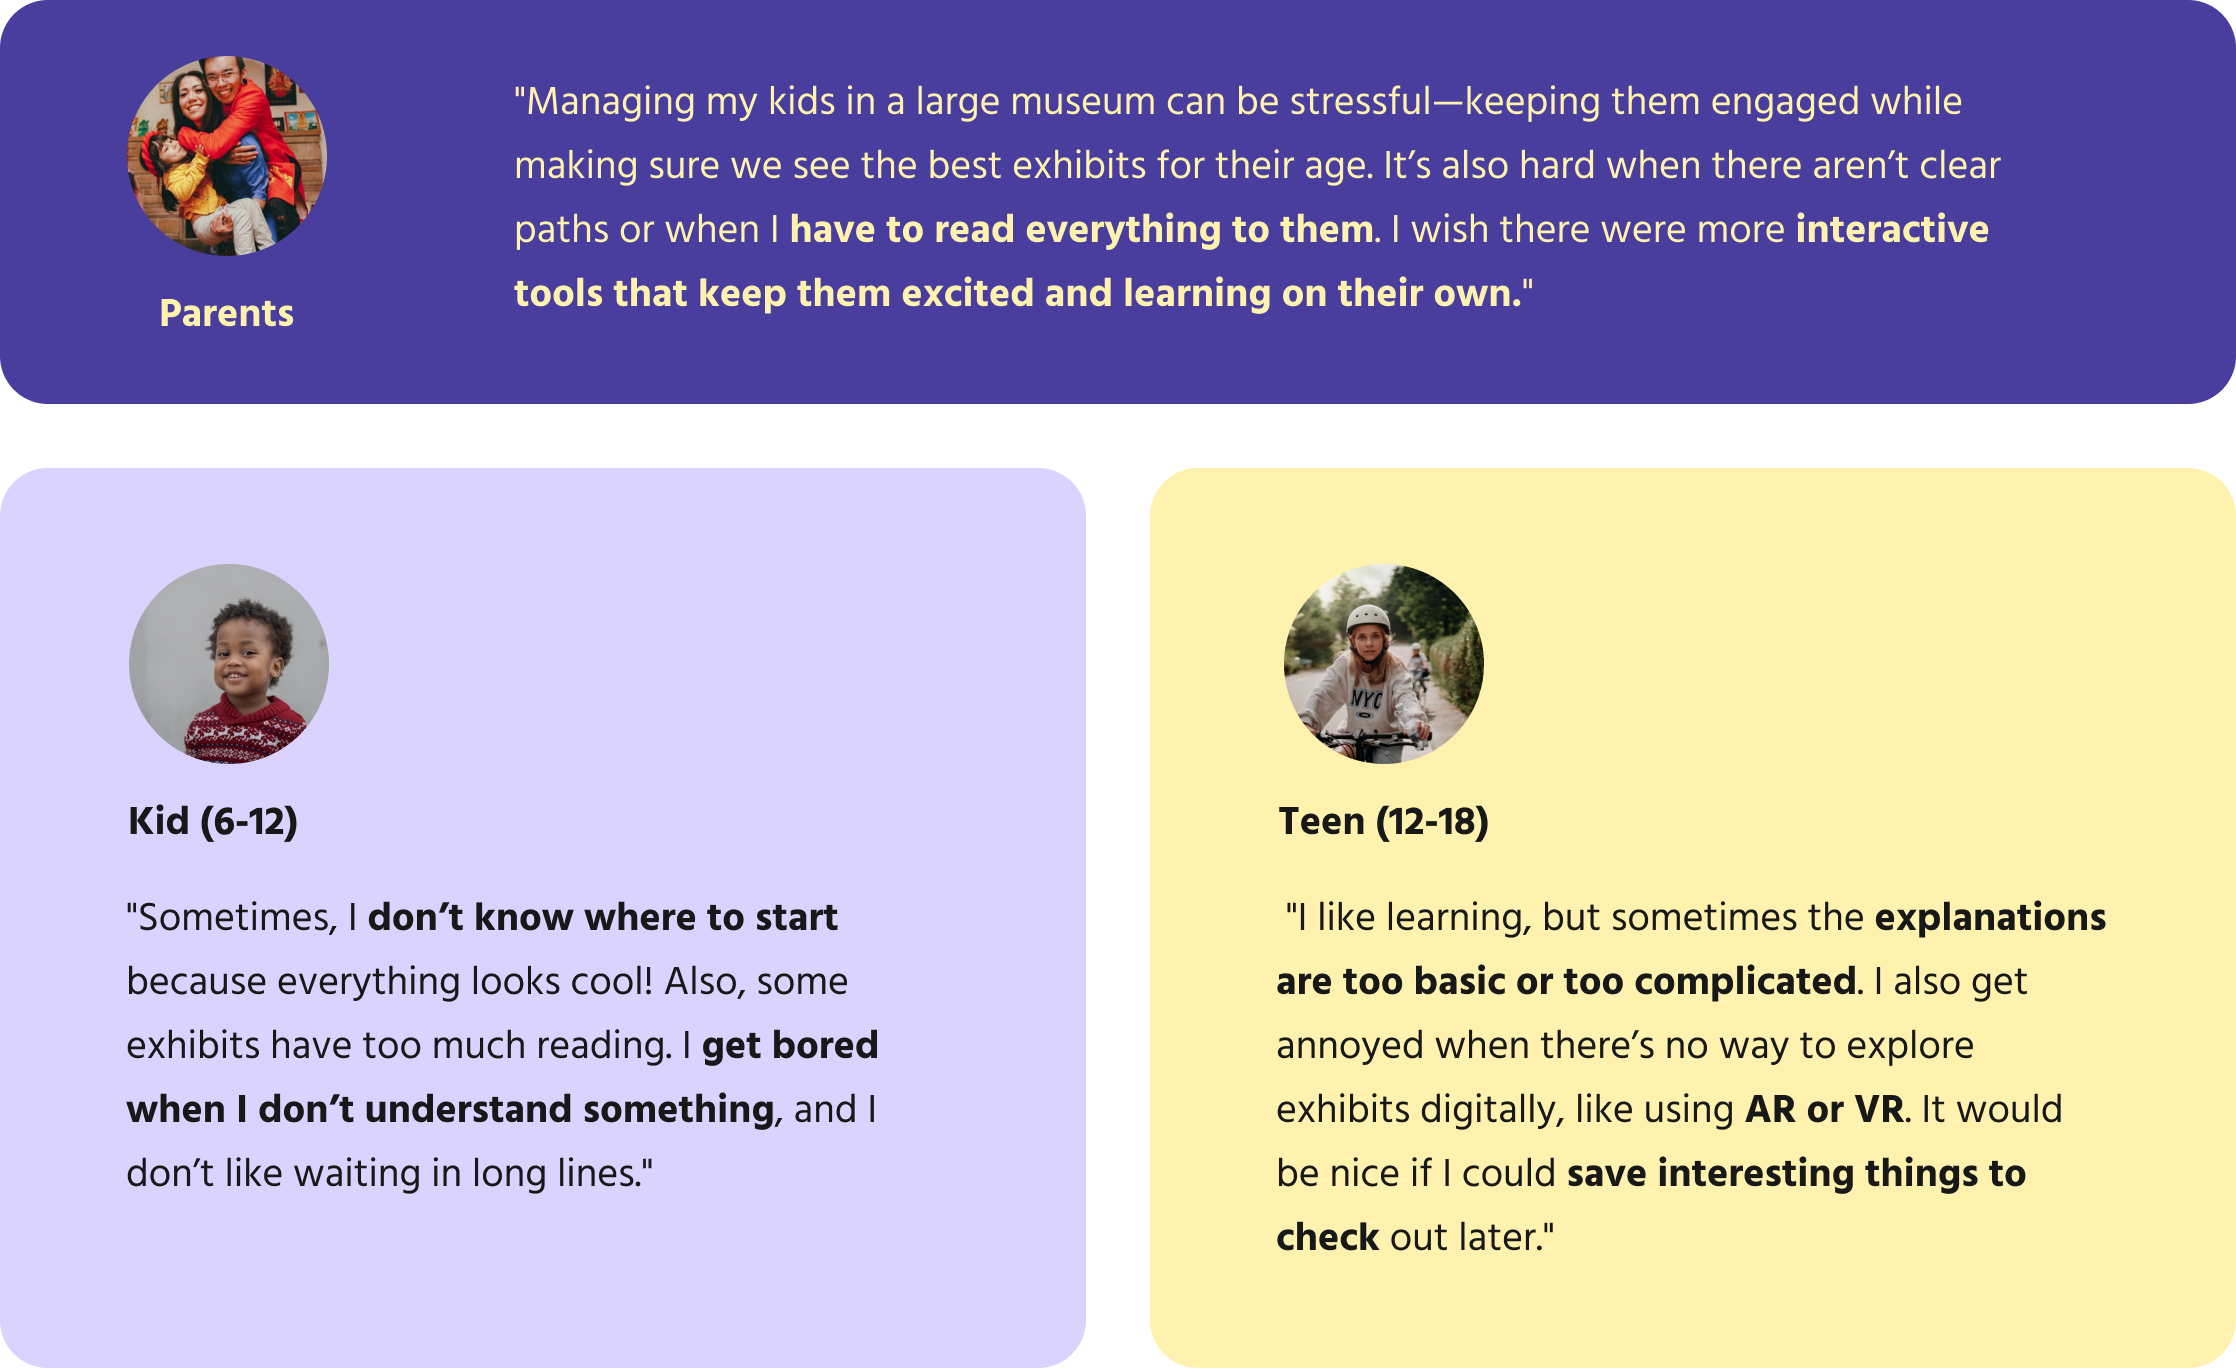 "Managing my kids in a large museum can be stressful—keeping them engaged while
making sure we see the best exhibits for their age. It’s also hard when there aren’t clear
paths or when I have to read everything to them. I wish there were more interactive
tools that keep them excited and learning on their own."
Parents
Kid (6-12)
"Sometimes, I don’t know where to start
because everything looks cool! Also, some
exhibits have too much reading. I get bored
when I don’t understand something, and I
don’t like waiting in long lines."
NYC
Teen (12-18)
"I like learning, but sometimes the explanations
are too basic or too complicated. I also get
annoyed when there’s no way to explore
exhibits digitally, like using AR or VR. It would
be nice if I could save interesting things to
check out later."